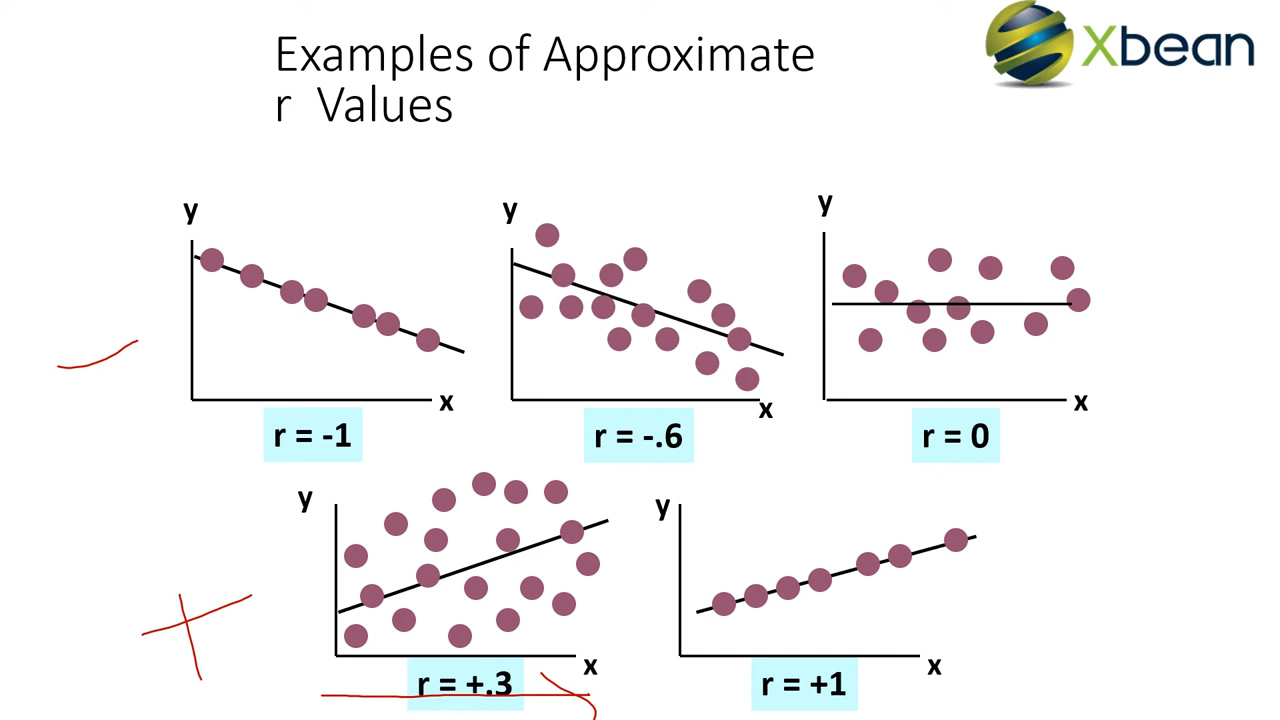 Examples of Approximate
r Values
Xbean
y
x
r = -1
y
x
r = -.6
y
x
r = 0
y
x
r = +.3
y
x
r = +1